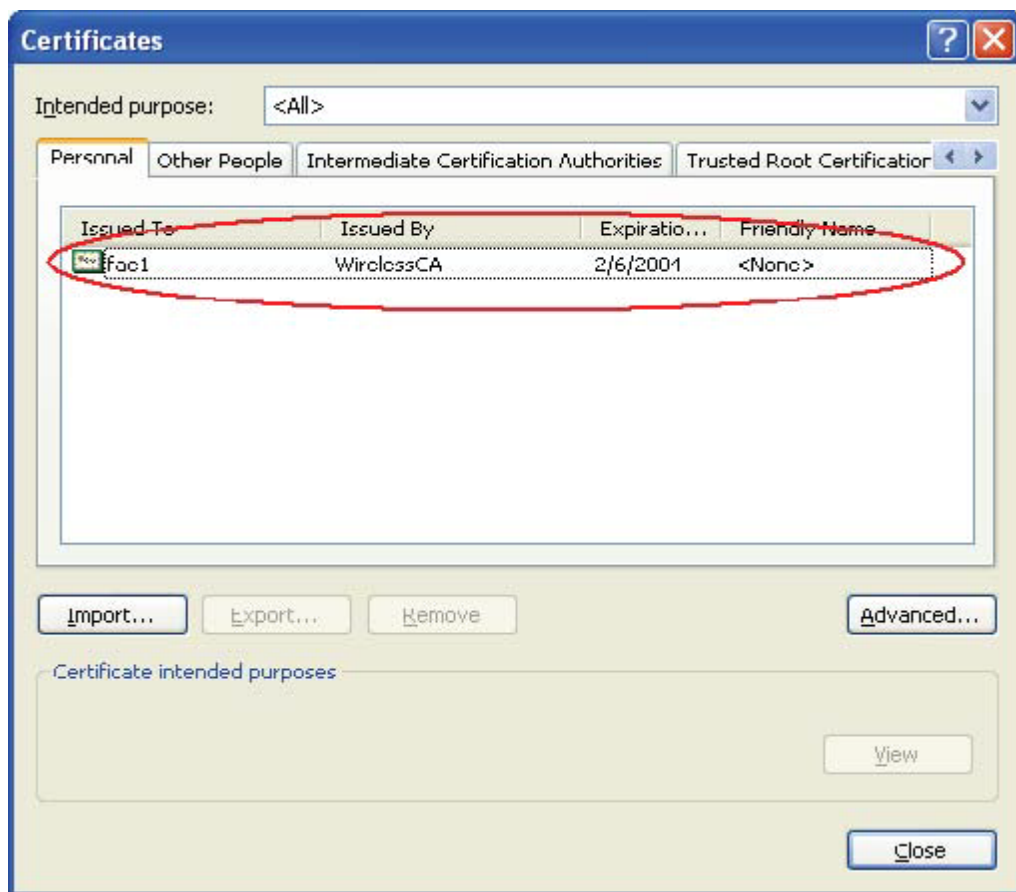 Certificates
Intended purpose: <All>
Personal Other People Intermediate Certification Authorities Trusted Root Certification
Issued To Issued By Expiratio... Friendly Name
fae1 WirelessCA 2/6/2004 <None>
Import... Export... Remove Advanced...
Certificate intended purposes
View
Close